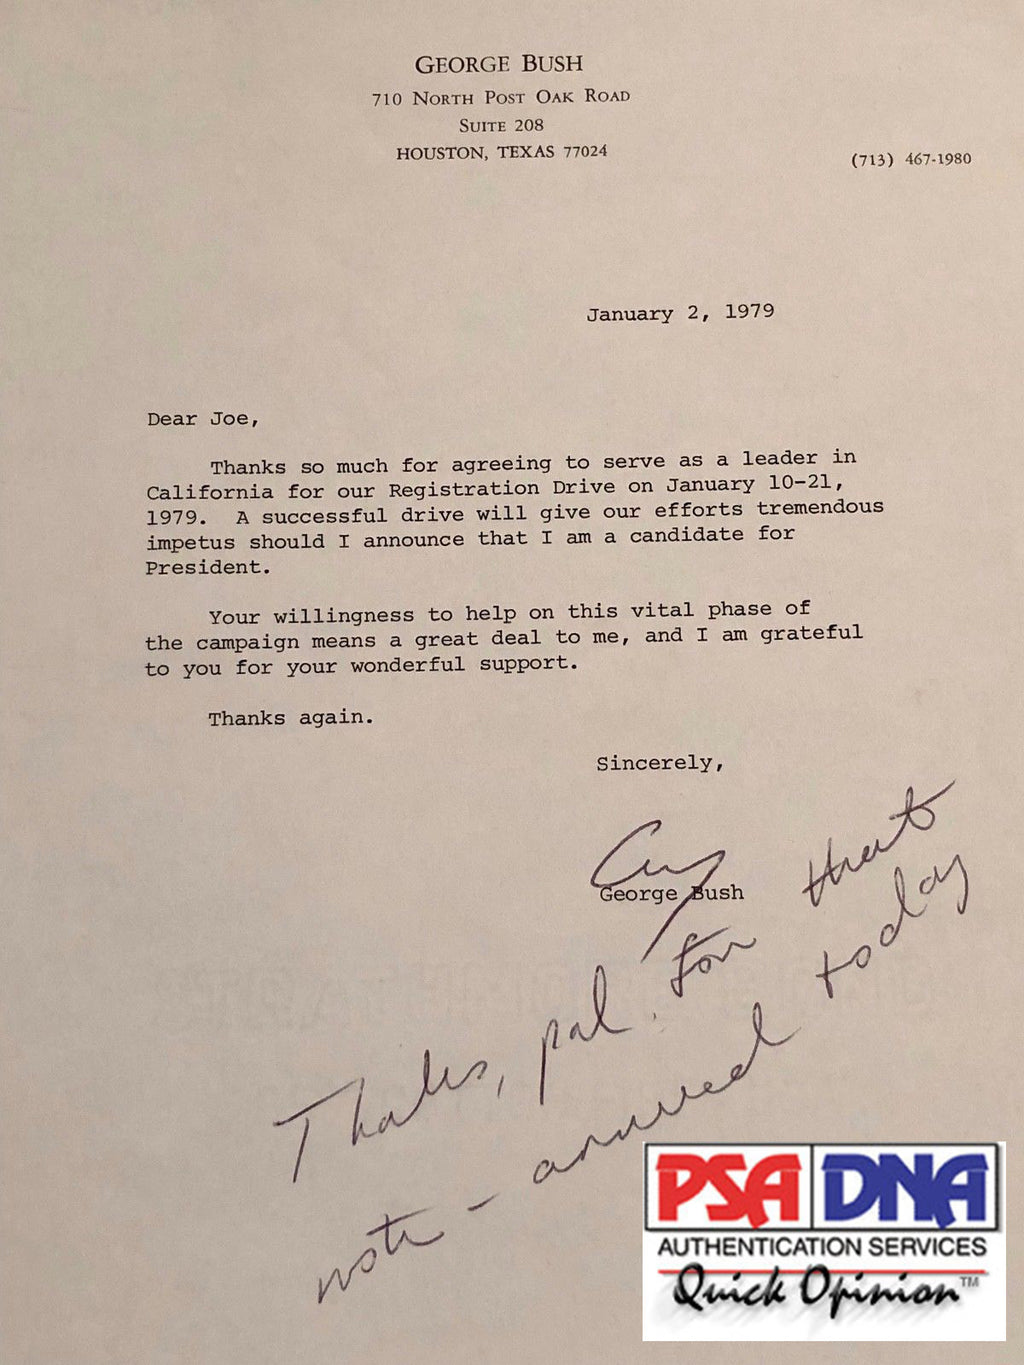 GEORGE BUSH
710 NORTH POST OAK ROAD
SUITE 208
HOUSTON, TEXAS 77024
(713) 467-1980
January 2, 1979
Dear Joe,
Thanks so much for agreeing to serve as a leader in
California for our Registration Drive on January 10-21,
1979. A successful drive will give our efforts tremendous
impetus should I announce that I am a candidate for
President.
Your willingness to help on this vital phase of
the campaign means a great deal to me, and I am grateful
to you for your wonderful support.
Thanks again.
Sincerely,
George Bush
Thanks, pal. for that
note - answered today
PSA DNA
AUTHENTICATION SERVICES
Quick Opinion™